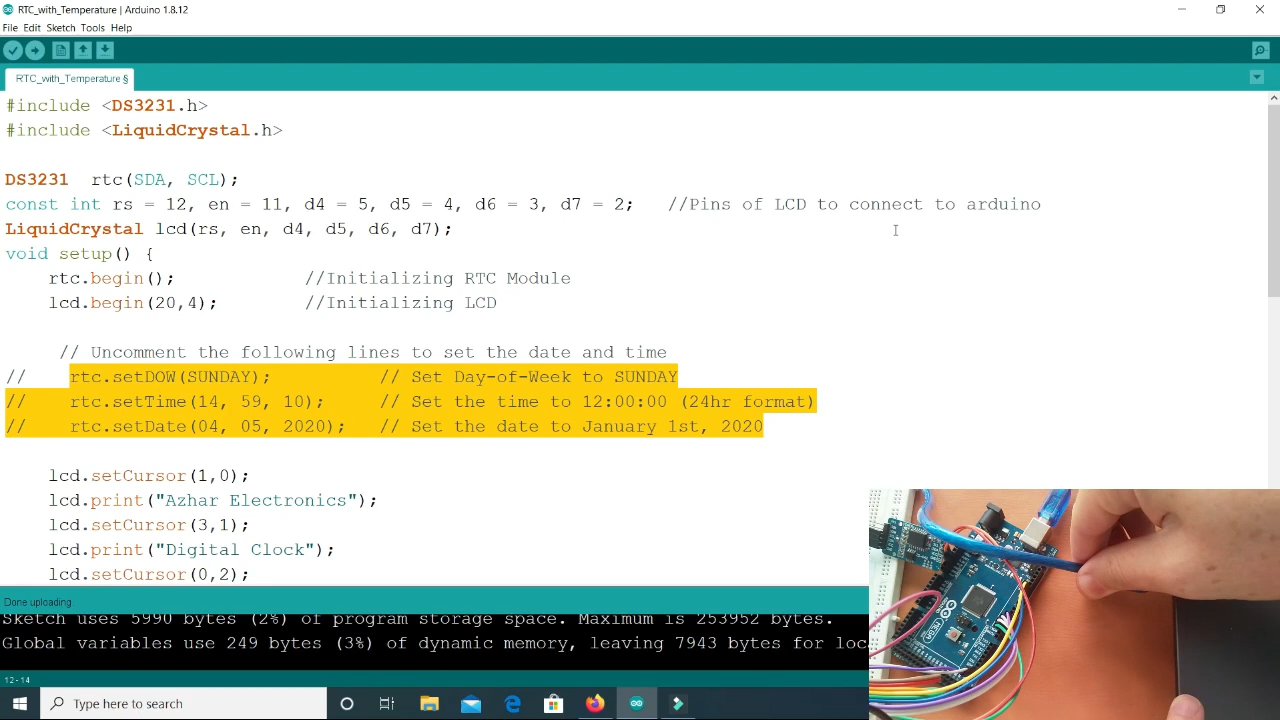 RTC_with_Temperature | Arduino 1.8.12
File Edit Sketch Tools Help
RTC_with_Temperature §
#include <DS3231.h>
#include <LiquidCrystal.h>
DS3231  rtc(SDA, SCL);
const int rs = 12, en = 11, d4 = 5, d5 = 4, d6 = 3, d7 = 2;   //Pins of LCD to connect to arduino
LiquidCrystal lcd(rs, en, d4, d5, d6, d7);
void setup() {
    rtc.begin();            //Initializing RTC Module
    lcd.begin(20,4);        //Initializing LCD
     // Uncomment the following lines to set the date and time
//    rtc.setDOW(SUNDAY);          // Set Day-of-Week to SUNDAY
//    rtc.setTime(14, 59, 10);     // Set the time to 12:00:00 (24hr format)
//    rtc.setDate(04, 05, 2020);   // Set the date to January 1st, 2020
    lcd.setCursor(1,0);
    lcd.print("Azhar Electronics");
    lcd.setCursor(3,1);
    lcd.print("Digital Clock");
    lcd.setCursor(0,2);
Done uploading.
Sketch uses 5990 bytes (2%) of program storage space. Maximum is 253952 bytes.
Global variables use 249 bytes (3%) of dynamic memory, leaving 7943 bytes for loc
12 - 14
Type here to search